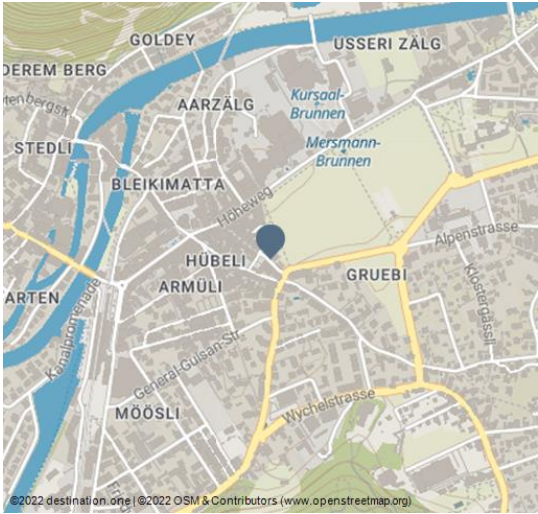 GOLDEY
USSERI ZÄLG
DEREM BERG
Kursaal-
Brunnen
AARZÄLG
Mersmann-
Brunnen
STEDLI
BLEIKIMATTA
Höheweg
Alpenstrasse
HÜBELI
GRUEBI
ARMÜLI
ARTEN
Klostergässli
Kanalpromenade
General-Guisan-Str
MÖÖSLI
Wychelstrasse
©2022 destination.one | ©2022 OSM & Contributors (www.openstreetmap.org)